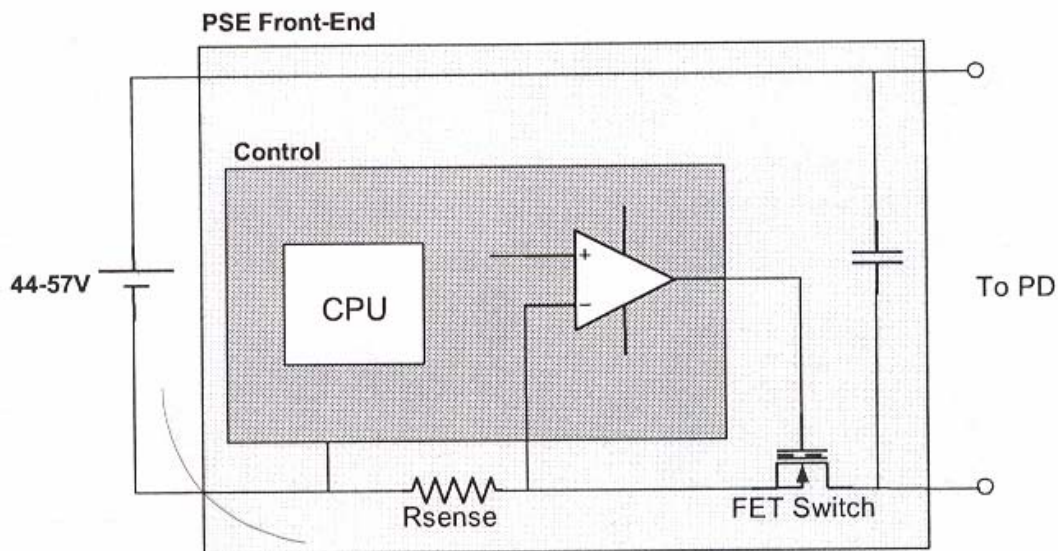 PSE Front-End
Control
+
44-57V
CPU
−
To PD
Rsense
FET Switch